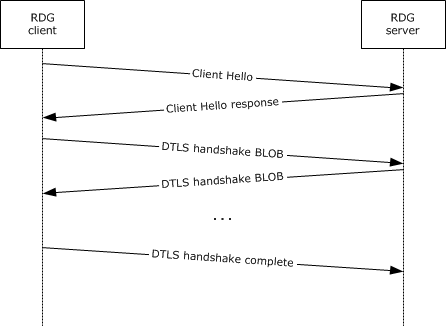 RDG
client
RDG
server
Client Hello
Client Hello response
DTLS handshake BLOB
DTLS handshake BLOB
...
DTLS handshake complete